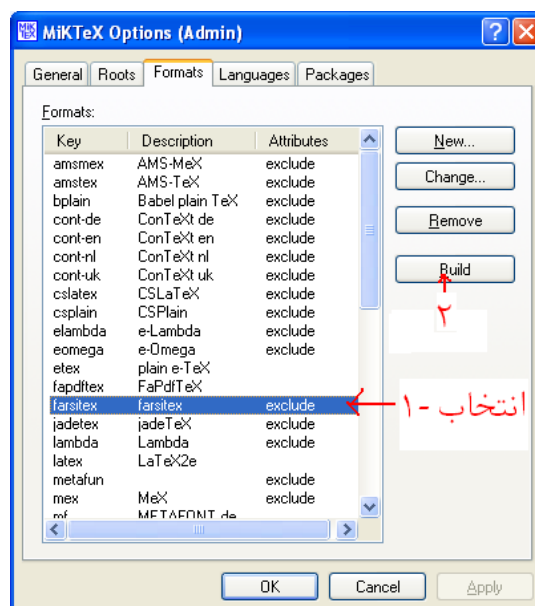 MiKTeX Options (Admin)
General Roots Formats Languages Packages
Formats:
Key Description Attributes
amsmex AMS-MeX exclude
amstex AMS-TeX exclude
bplain Babel plain TeX exclude
cont-de ConTeXt de exclude
cont-en ConTeXt en exclude
cont-nl ConTeXt nl exclude
cont-uk ConTeXt uk exclude
cslatex CSLaTeX exclude
csplain CSPlain exclude
elambda e-Lambda exclude
eomega e-Omega exclude
etex plain e-TeX
fapdftex FaPdfTeX
farsitex farsitex exclude
jadetex jadeTeX exclude
lambda Lambda exclude
latex LaTeX2e
metafun exclude
mex MeX exclude
mf METAFONT de
New...
Change...
Remove
Build
۲
۱- انتخاب
OK Cancel Apply